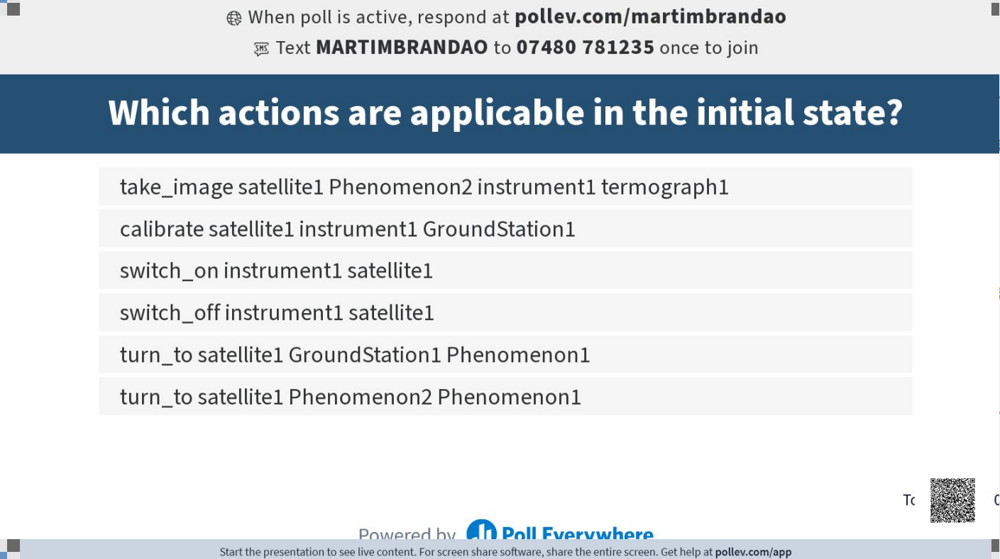 When poll is active, respond at pollev.com/martimbrandao
SMS Text MARTIMBRANDAO to 07480 781235 once to join
Which actions are applicable in the initial state?
take_image satellite1 Phenomenon2 instrument1 termograph1
calibrate satellite1 instrument1 GroundStation1
switch_on instrument1 satellite1
switch_off instrument1 satellite1
turn_to satellite1 GroundStation1 Phenomenon1
turn_to satellite1 Phenomenon2 Phenomenon1
Powered by Poll Everywhere
Start the presentation to see live content. For screen share software, share the entire screen. Get help at pollev.com/app